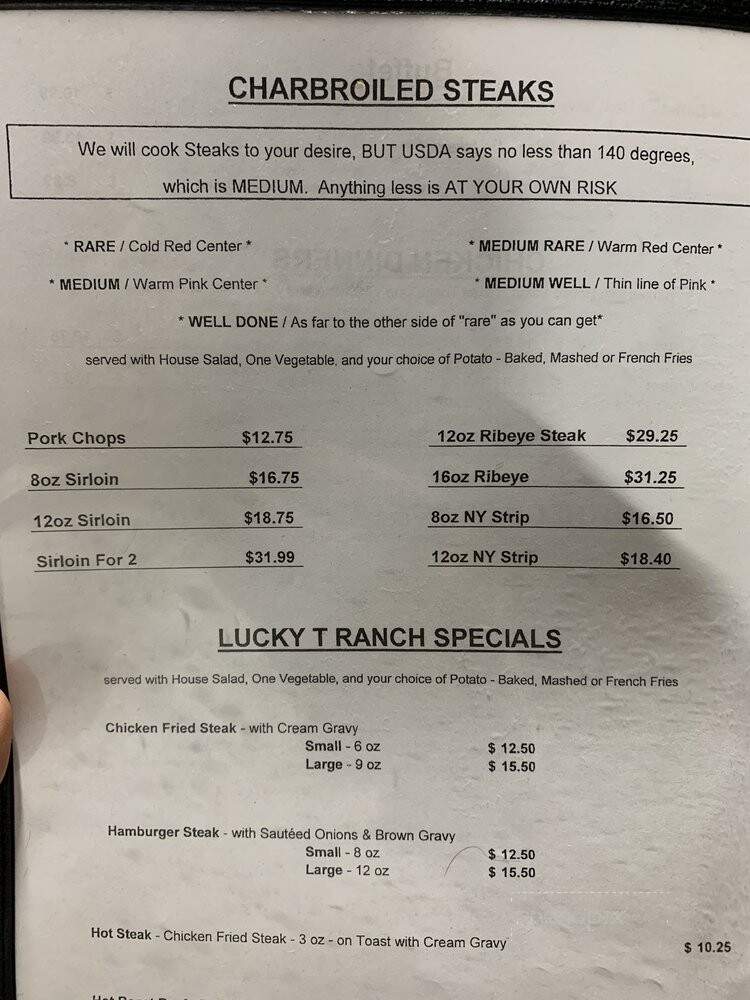 CHARBROILED STEAKS
We will cook Steaks to your desire, BUT USDA says no less than 140 degrees,
which is MEDIUM. Anything less is AT YOUR OWN RISK
* RARE / Cold Red Center *
* MEDIUM RARE / Warm Red Center *
* MEDIUM / Warm Pink Center *
* MEDIUM WELL / Thin line of Pink *
* WELL DONE / As far to the other side of "rare" as you can get*
served with House Salad, One Vegetable, and your choice of Potato - Baked, Mashed or French Fries
Pork Chops $12.75
12oz Ribeye Steak $29.25
8oz Sirloin $16.75
16oz Ribeye $31.25
12oz Sirloin $18.75
8oz NY Strip $16.50
Sirloin For 2 $31.99
12oz NY Strip $18.40
LUCKY T RANCH SPECIALS
served with House Salad, One Vegetable, and your choice of Potato - Baked, Mashed or French Fries
Chicken Fried Steak - with Cream Gravy
Small - 6 oz $ 12.50
Large - 9 oz $ 15.50
Hamburger Steak - with Sautéed Onions & Brown Gravy
Small - 8 oz $ 12.50
Large - 12 oz $ 15.50
Hot Steak - Chicken Fried Steak - 3 oz - on Toast with Cream Gravy $ 10.25